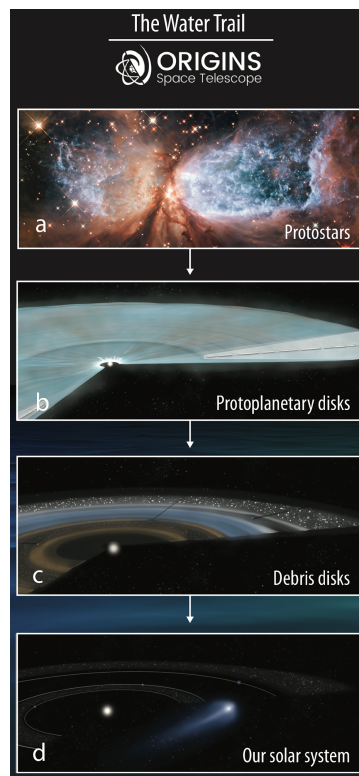 The Water Trail
ORIGINS
Space Telescope
a
Protostars
b
Protoplanetary disks
c
Debris disks
d
Our solar system